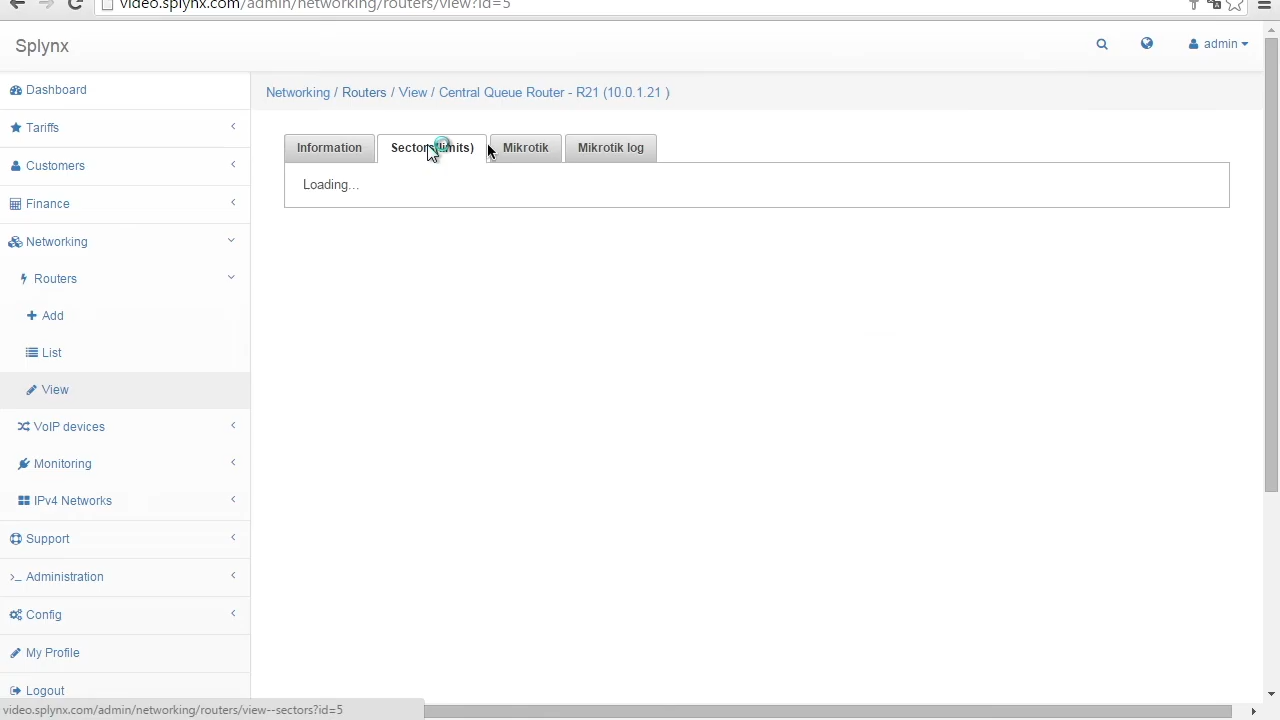 video.splynx.com/admin/networking/routers/view?id=5
Splynx
admin
Dashboard
Tariffs
Customers
Finance
Networking
Routers
Add
List
View
VoIP devices
Monitoring
IPv4 Networks
Support
Administration
Config
My Profile
Logout
Networking / Routers / View / Central Queue Router - R21 (10.0.1.21 )
Information
Mikrotik
Mikrotik log
Loading...
video.splynx.com/admin/networking/routers/view--sectors?id=5